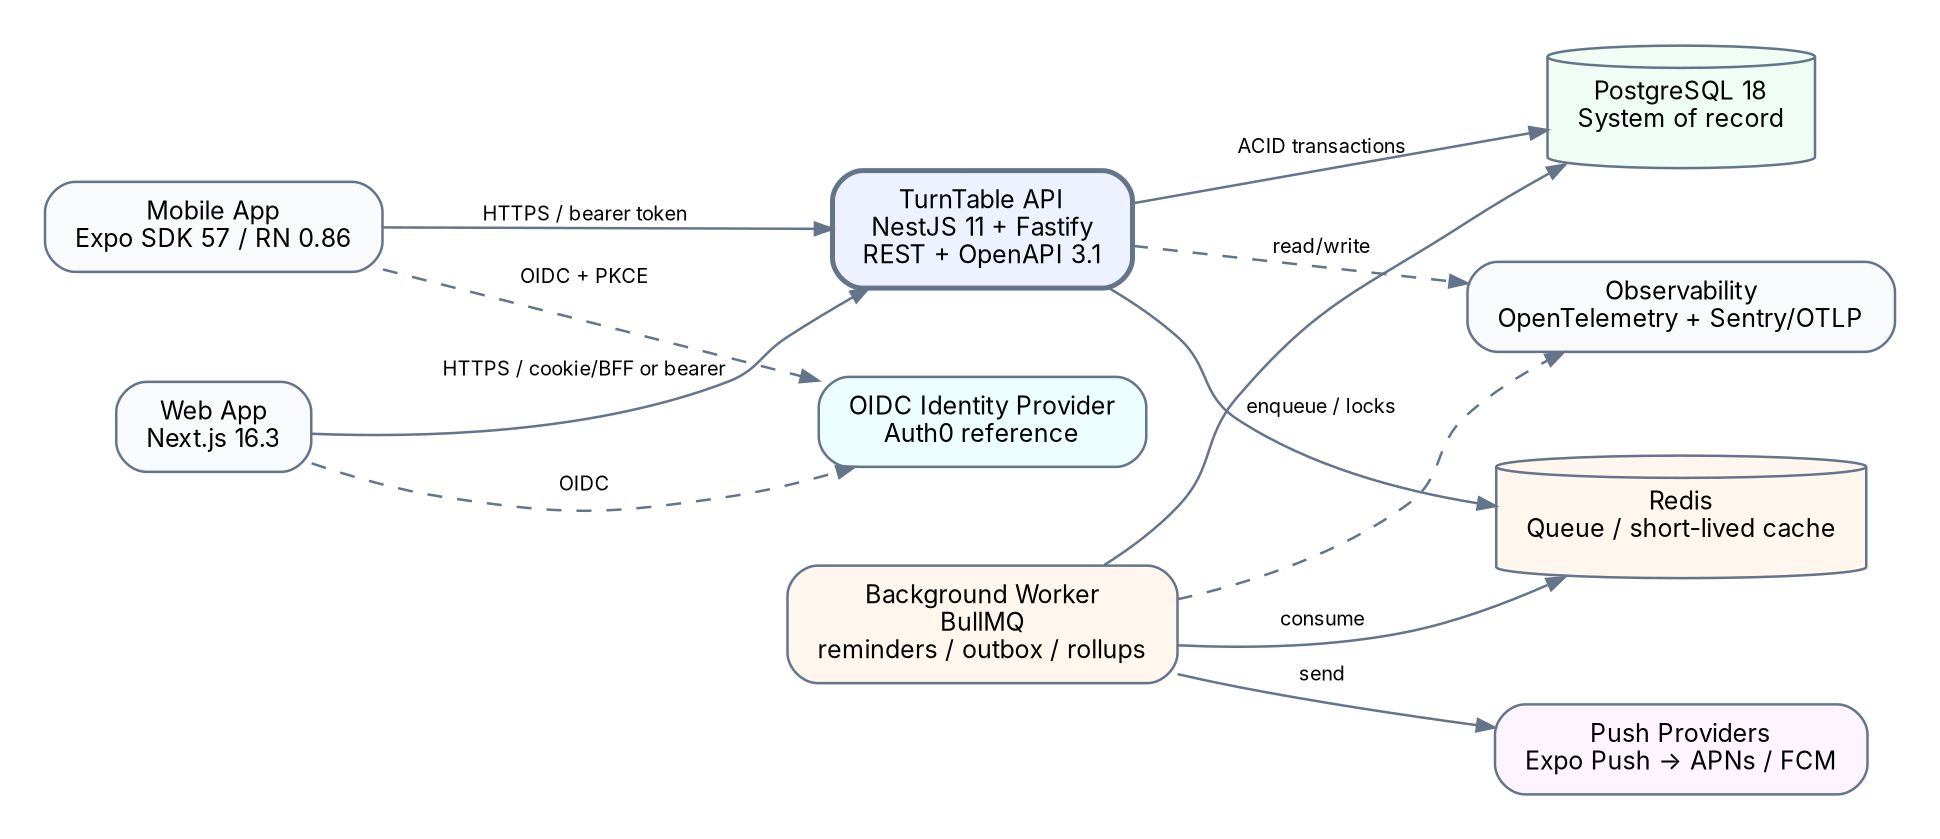 PostgreSQL 18
System of record
ACID transactions
Mobile App
Expo SDK 57 / RN 0.86
HTTPS / bearer token
TurnTable API
NestJS 11 + Fastify
REST + OpenAPI 3.1
read/write
OIDC + PKCE
Observability
OpenTelemetry + Sentry/OTLP
HTTPS / cookie/BFF or bearer
Web App
Next.js 16.3
OIDC Identity Provider
Auth0 reference
enqueue / locks
OIDC
Redis
Queue / short-lived cache
Background Worker
BullMQ
reminders / outbox / rollups
consume
send
Push Providers
Expo Push → APNs / FCM